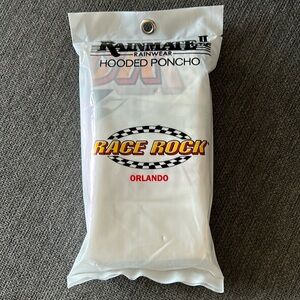 RAINMATE II
RAINWEAR
HOODED PONCHO
RACE ROCK
ORLANDO